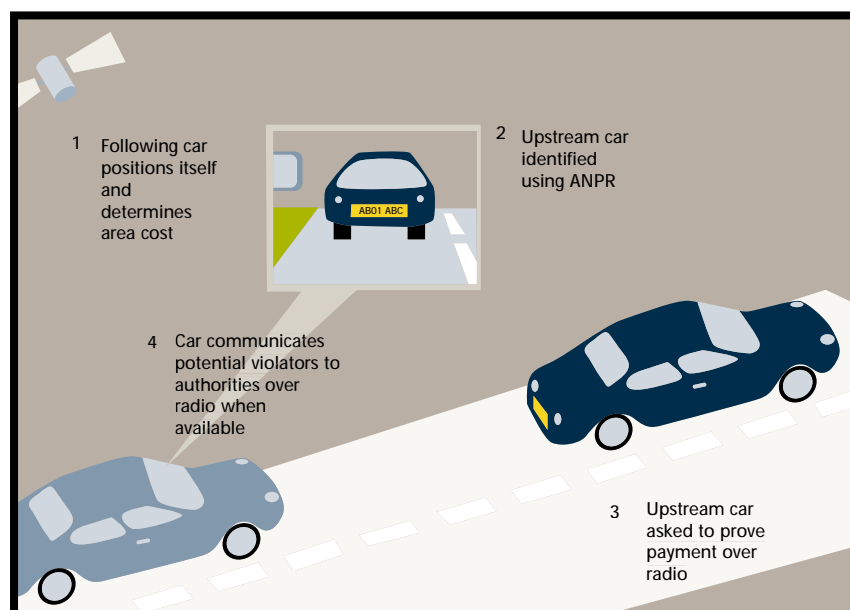 1 Following car
positions itself
and
determines
area cost
2 Upstream car
identified
using ANPR
AB01 ABC
4 Car communicates
potential violators to
authorities over
radio when
available
3 Upstream car
asked to prove
payment over
radio